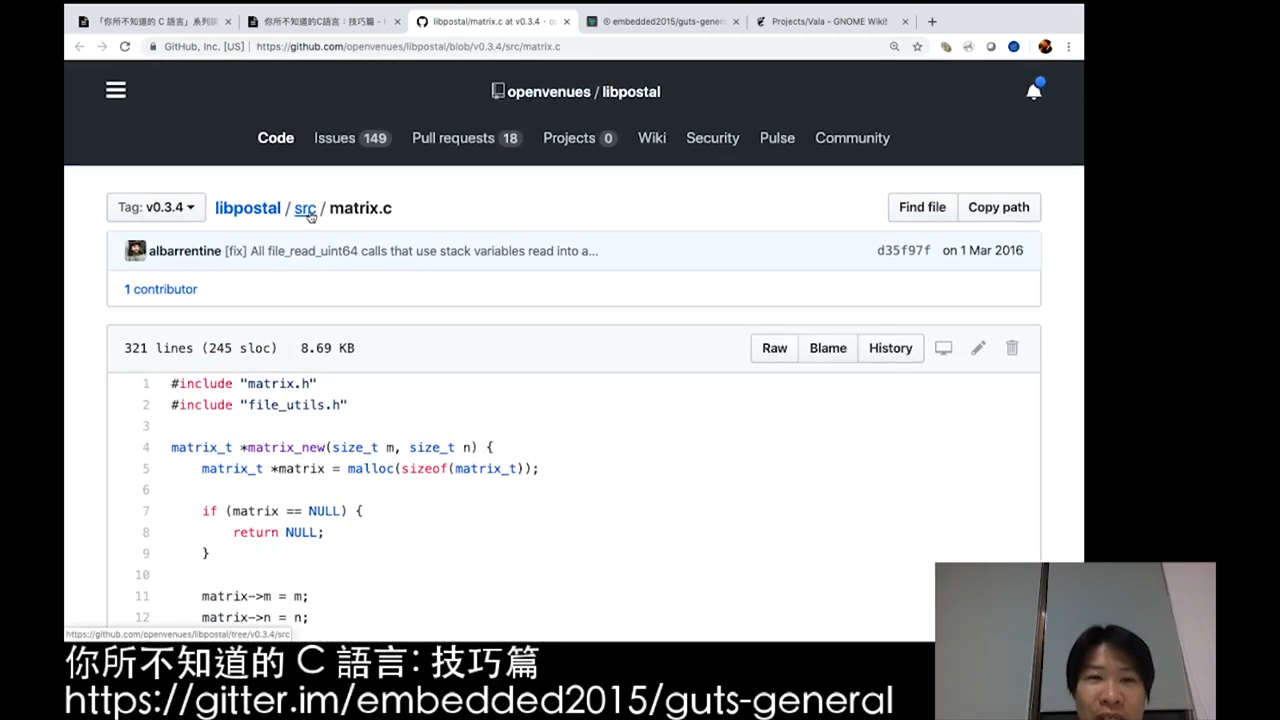 「你所不知道的 C 語言」系列講
你所不知道的C語言：技巧篇 -
libpostal/matrix.c at v0.3.4 · o
embedded2015/guts-gener
Projects/Vala - GNOME Wiki!
GitHub, Inc. [US] https://github.com/openvenues/libpostal/blob/v0.3.4/src/matrix.c
openvenues / libpostal
Code Issues 149 Pull requests 18 Projects 0 Wiki Security Pulse Community
Tag: v0.3.4 libpostal / src / matrix.c Find file Copy path
albarrentine [fix] All file_read_uint64 calls that use stack variables read into a... d35f97f on 1 Mar 2016
1 contributor
321 lines (245 sloc) 8.69 KB Raw Blame History
1 #include "matrix.h"
2 #include "file_utils.h"
3
4 matrix_t *matrix_new(size_t m, size_t n) {
5 matrix_t *matrix = malloc(sizeof(matrix_t));
6
7 if (matrix == NULL) {
8 return NULL;
9 }
10
11 matrix->m = m;
12 matrix->n = n;
https://github.com/openvenues/libpostal/tree/v0.3.4/src
你所不知道的 C 語言: 技巧篇
https://gitter.im/embedded2015/guts-general